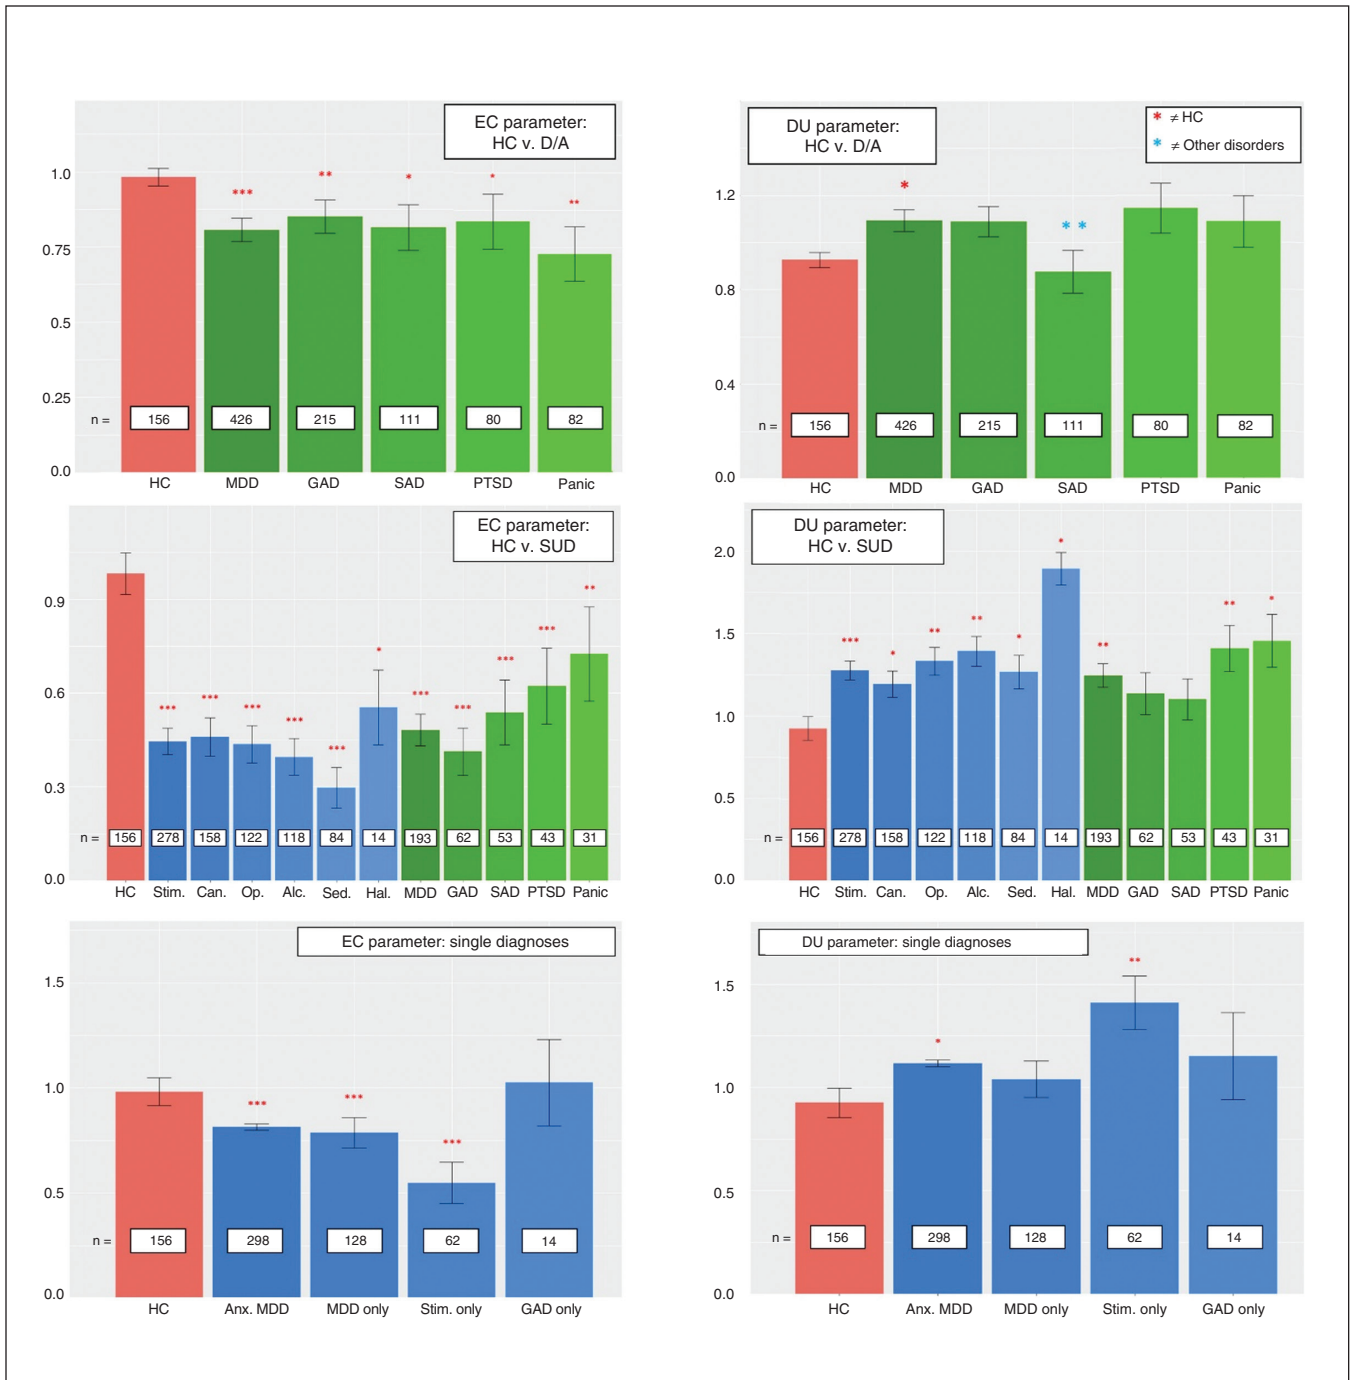 EC parameter:
HC v. D/A
1.0
0.75
0.5
0.25
0.0
***
**
*
*
**
n =
156
426
215
111
80
82
HC
MDD
GAD
SAD
PTSD
Panic
DU parameter:
HC v. D/A
* ≠ HC
* ≠ Other disorders
1.2
0.8
0.4
0.0
*
* *
n =
156
426
215
111
80
82
HC
MDD
GAD
SAD
PTSD
Panic
EC parameter:
HC v. SUD
0.9
0.6
0.3
0.0
***
***
***
***
***
*
***
***
***
***
**
n =
156
278
158
122
118
84
14
193
62
53
43
31
HC
Stim.
Can.
Op.
Alc.
Sed.
Hal.
MDD
GAD
SAD
PTSD
Panic
DU parameter:
HC v. SUD
2.0
1.5
1.0
0.5
0.0
***
*
**
**
*
*
**
**
*
n =
156
278
158
122
118
84
14
193
62
53
43
31
HC
Stim.
Can.
Op.
Alc.
Sed.
Hal.
MDD
GAD
SAD
PTSD
Panic
EC parameter: single diagnoses
1.5
1.0
0.5
0.0
***
***
***
n =
156
298
128
62
14
HC
Anx. MDD
MDD only
Stim. only
GAD only
DU parameter: single diagnoses
1.5
1.0
0.5
0.0
*
**
n =
156
298
128
62
14
HC
Anx. MDD
MDD only
Stim. only
GAD only